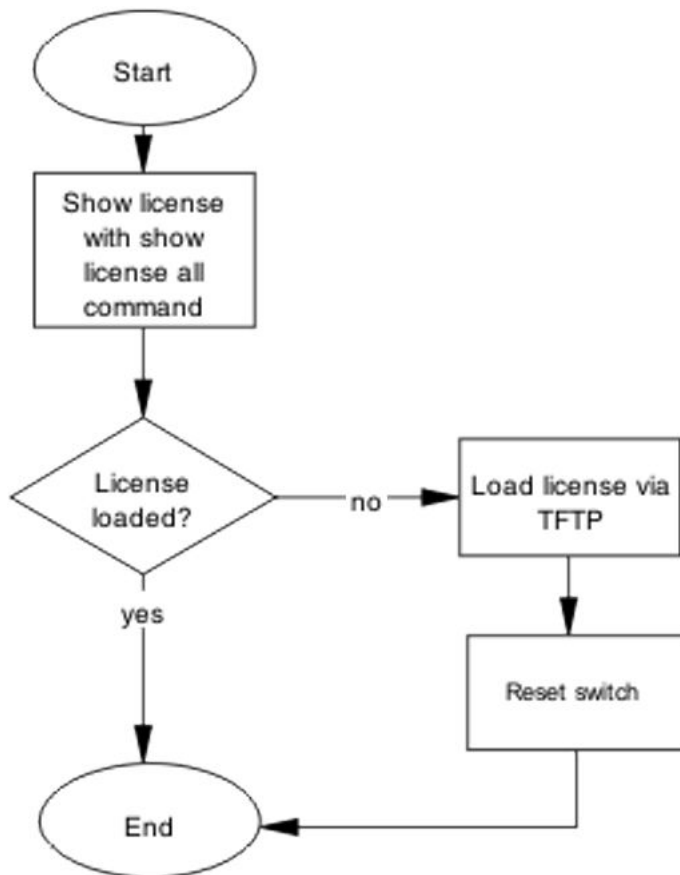 Start
Show license
with show
license all
command
License
loaded?
no
Load license via
TFTP
yes
Reset switch
End